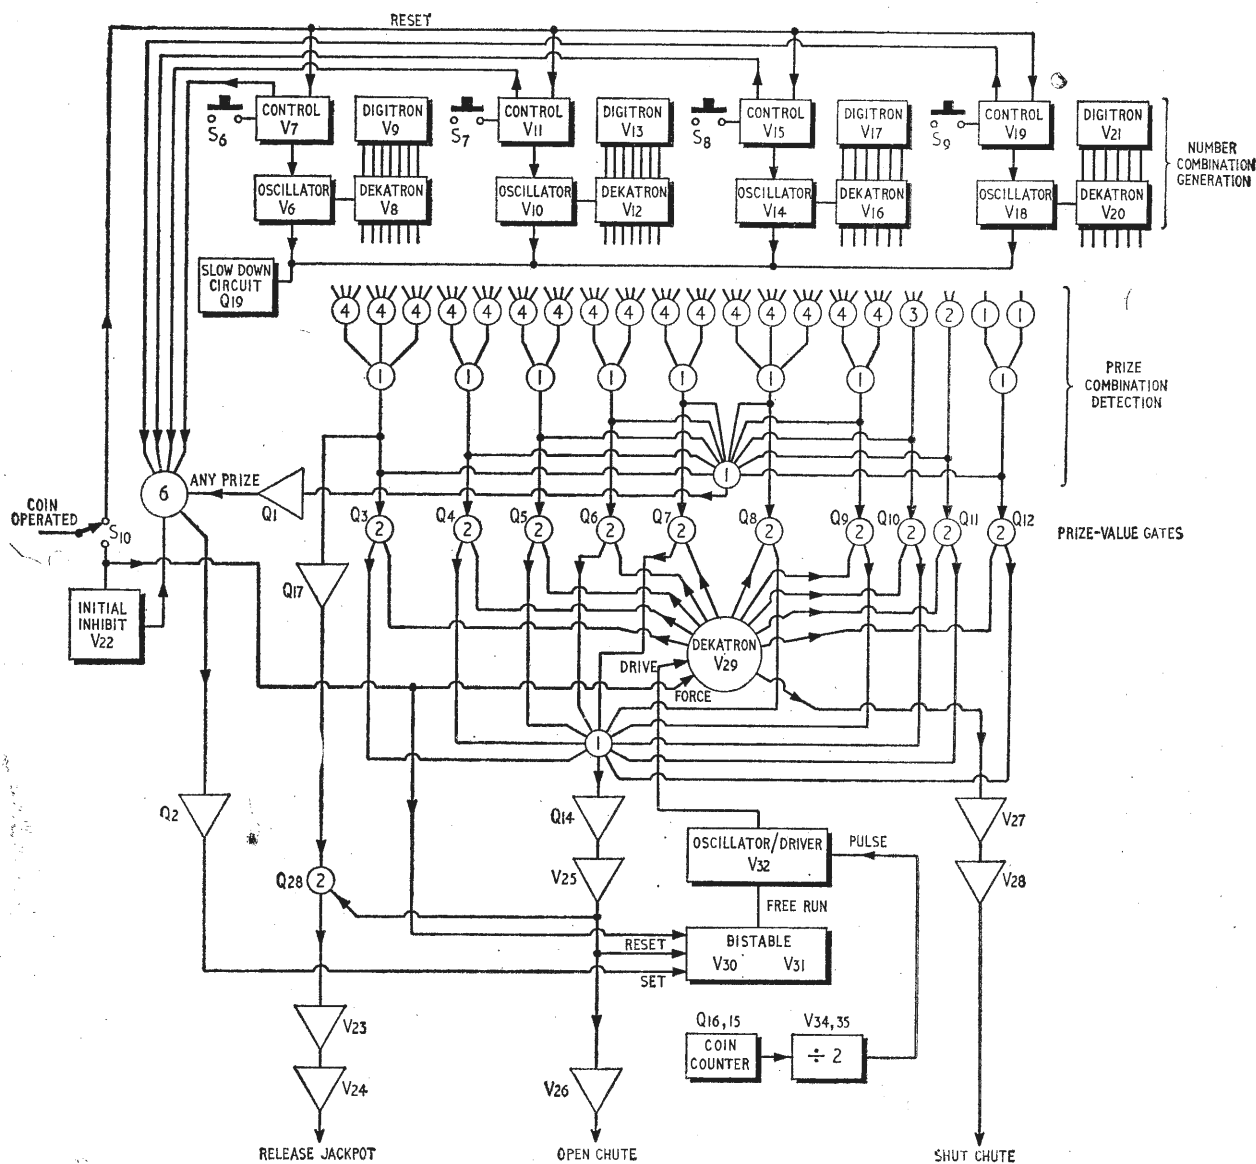 RESET
CONTROL
V7
DIGITRON
V9
CONTROL
V11
DIGITRON
V13
CONTROL
V15
DIGITRON
V17
CONTROL
V19
DIGITRON
V21
S6
S7
S8
S9
NUMBER
COMBINATION
GENERATION
OSCILLATOR
V6
DEKATRON
V8
OSCILLATOR
V10
DEKATRON
V12
OSCILLATOR
V14
DEKATRON
V16
OSCILLATOR
V18
DEKATRON
V20
SLOW DOWN
CIRCUIT
Q19
4 4 4 4 4 4 4 4 4 4 4 4 4 4 4 4 3 2 1 1
1 1 1 1 1 1 1 1
PRIZE
COMBINATION
DETECTION
1
6
ANY PRIZE
Q1
COIN
OPERATED
S10
Q3 2 Q4 2 Q5 2 Q6 2 Q7 2 Q8 2 Q9 2 Q10 2 2 Q11 2 Q12
PRIZE-VALUE GATES
INITIAL
INHIBIT
V22
Q17
DEKATRON
V29
DRIVE
FORCE
1
Q2
Q14
V27
OSCILLATOR/DRIVER
V32
PULSE
Q28 2
V25
V28
FREE RUN
BISTABLE
V30 V31
RESET
SET
V23
Q16,15
COIN
COUNTER
V34,35
÷ 2
V24
V26
RELEASE JACKPOT
OPEN CHUTE
SHUT CHUTE